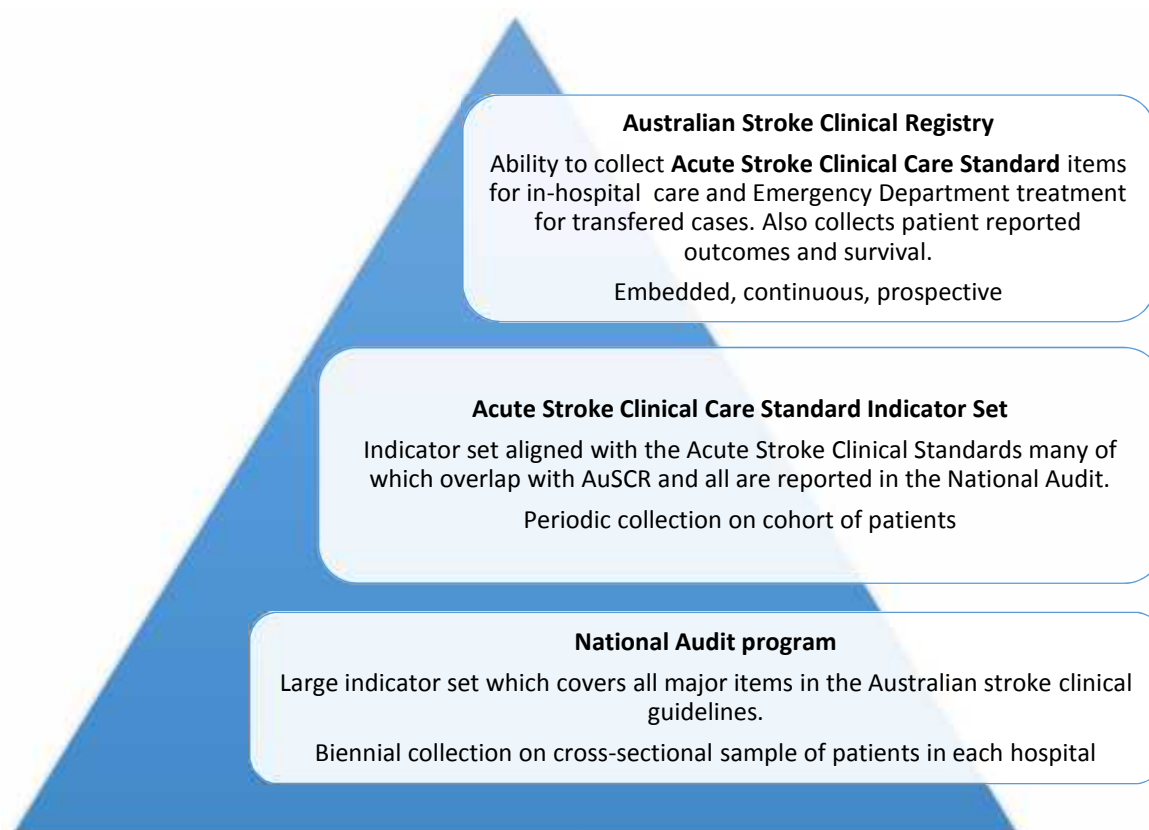 Australian Stroke Clinical Registry
Ability to collect Acute Stroke Clinical Care Standard items
for in-hospital care and Emergency Department treatment
for transfered cases. Also collects patient reported
outcomes and survival.
Embedded, continuous, prospective
Acute Stroke Clinical Care Standard Indicator Set
Indicator set aligned with the Acute Stroke Clinical Standards many of
which overlap with AuSCR and all are reported in the National Audit.
Periodic collection on cohort of patients
National Audit program
Large indicator set which covers all major items in the Australian stroke clinical
guidelines.
Biennial collection on cross-sectional sample of patients in each hospital